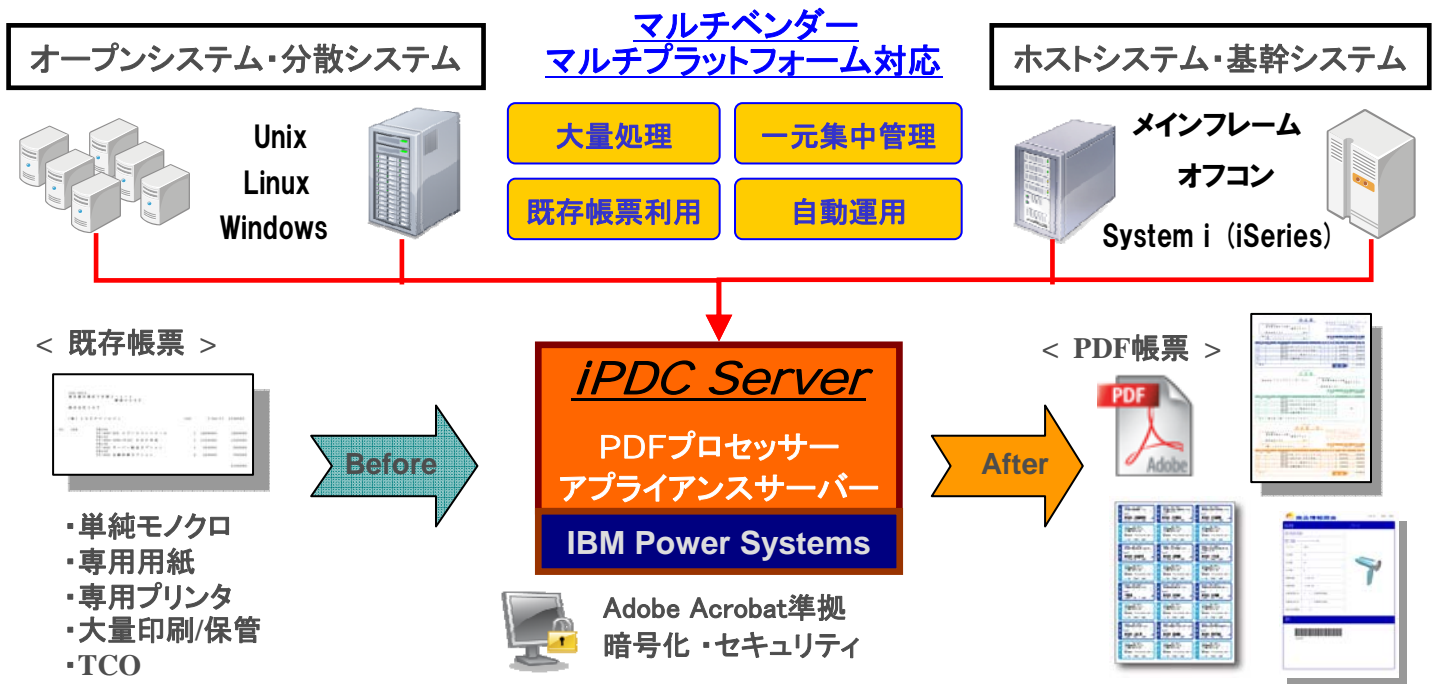 マルチベンダー
マルチプラットフォーム対応
オープンシステム・分散システム
ホストシステム・基幹システム
Unix
Linux
Windows
大量処理
一元集中管理
既存帳票利用
自動運用
メインフレーム
オフコン
System i (iSeries)
< 既存帳票 >
Before
・単純モノクロ
・専用用紙
・専用プリンタ
・大量印刷/保管
・TCO
iPDC Server
PDFプロセッサー
アプライアンスサーバー
IBM Power Systems
Adobe Acrobat準拠
暗号化・セキュリティ
After
< PDF帳票 >
PDF
Adobe